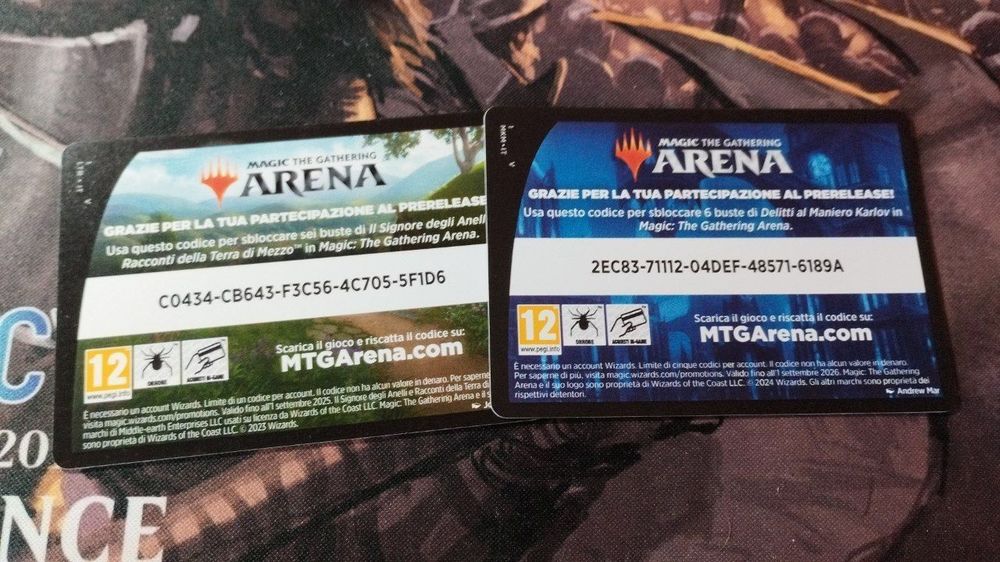 LTR•IT V
MAGIC THE GATHERING
ARENA
GRAZIE PER LA TUA PARTECIPAZIONE AL PRERELEASE
Usa questo codice per sbloccare sei buste di Il Signore degli Anell
Racconti della Terra di Mezzo™ in Magic: The Gathering Arena.
C0434-CB643-F3C56-4C705-5F1D6
12
www.pegi.info
ORRORE
ACQUISTI IN-GAME
Scarica il gioco e riscatta il codice su:
MTGArena.com
È necessario un account Wizards. Limite di un codice per account. Il codice non ha alcun valore in denaro. Per saperne
visita magic.wizards.com/promotions. Valido fino all'1 settembre 2025. Il Signore degli Anelli e Racconti della Terra di
marchi di Middle-earth Enterprises LLC usati su licenza da Wizards of the Coast LLC. Magic: The Gathering Arena e il s
sono proprietà di Wizards of the Coast LLC. © 2023 Wizards.
MKM•IT V
MAGIC THE GATHERING
ARENA
GRAZIE PER LA TUA PARTECIPAZIONE AL PRERELEASE!
Usa questo codice per sbloccare 6 buste di Delitti al Maniero Karlov in
Magic: The Gathering Arena.
2EC83-71112-04DEF-48571-6189A
12
www.pegi.info
ORRORE
ACQUISTI IN-GAME
Scarica il gioco e riscatta il codice su:
MTGArena.com
È necessario un account Wizards. Limite di cinque codici per account. Il codice non ha alcun valore in denaro.
Per saperne di più, visita magic.wizards.com/promotions. Valido fino all'1 settembre 2026. Magic: The Gathering
Arena e il suo logo sono proprietà di Wizards of the Coast LLC. © 2024 Wizards. Gli altri marchi sono proprietà dei
rispettivi detentori.
Andrew Mar
C
20
NCE